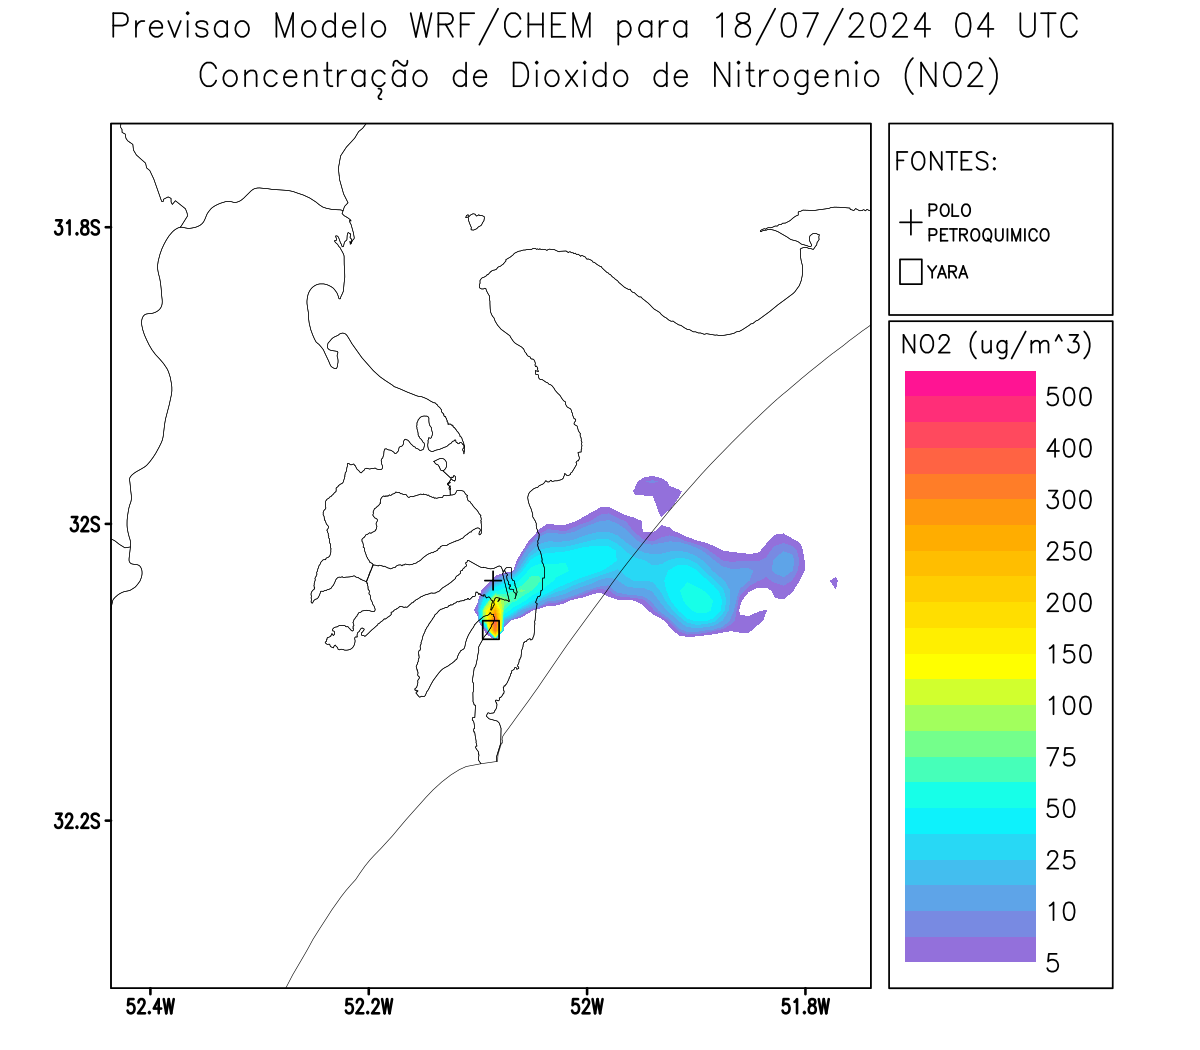 Previsao Modelo WRF/CHEM para 18/07/2024 04 UTC
Concentração de Dioxido de Nitrogenio (NO2)
FONTES:
POLO
PETROQUIMICO
YARA
NO2 (ug/m^3)
500
400
300
250
200
150
100
75
50
25
10
5
31.8S
32S
32.2S
52.4W
52.2W
52W
51.8W